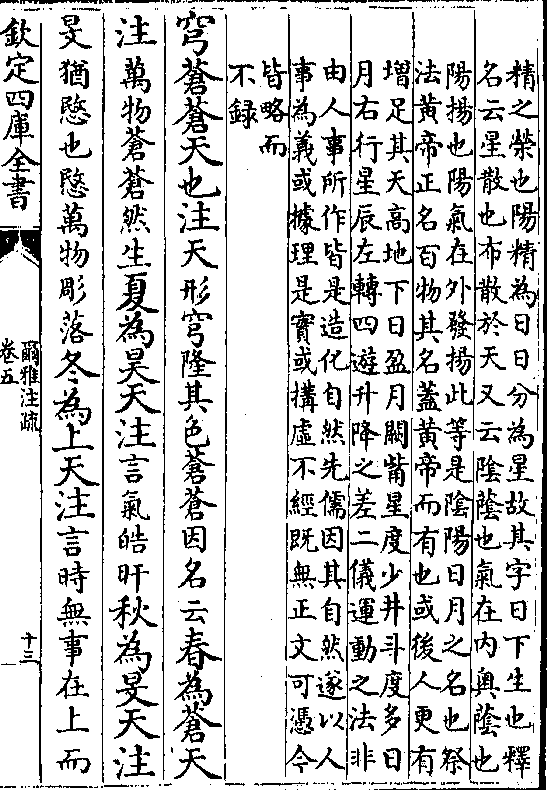 精之榮也陽精為日日分為星故其字日下生也釋
名云星散也布散於天又云陰蔭也氣在内奥蔭也
陽揚也陽氣在外發揚此等是陰陽日月之名也祭
法黄帝正名百物其名蓋黄帝而有也或後人更有
増足其天髙地下日盈月闕觜星度少井斗度多日
月右行星辰左轉四遊升降之差二儀運動之法非
由人事所作皆是造化自然先儒因其自然遂以人
事為義或據理是實或構虚不經既無正文可憑今
皆略而
不録
穹蒼蒼天也注天形穹隆其色蒼蒼因名云春為蒼天
注萬物蒼蒼然生夏為昊天注言氣皓旰秋為旻天注
旻猶愍也愍萬物彫落冬為上天注言時無事在上而
欽定四庫全書
爾雅注疏
卷五
十三